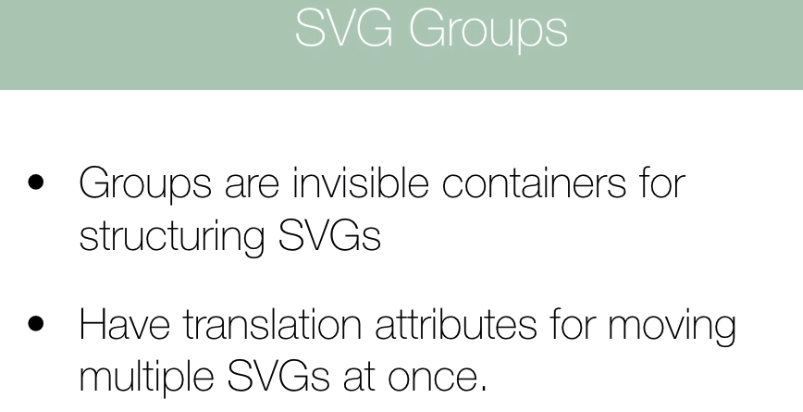 SVG Groups
• Groups are invisible containers for
structuring SVGs
• Have translation attributes for moving
multiple SVGs at once.